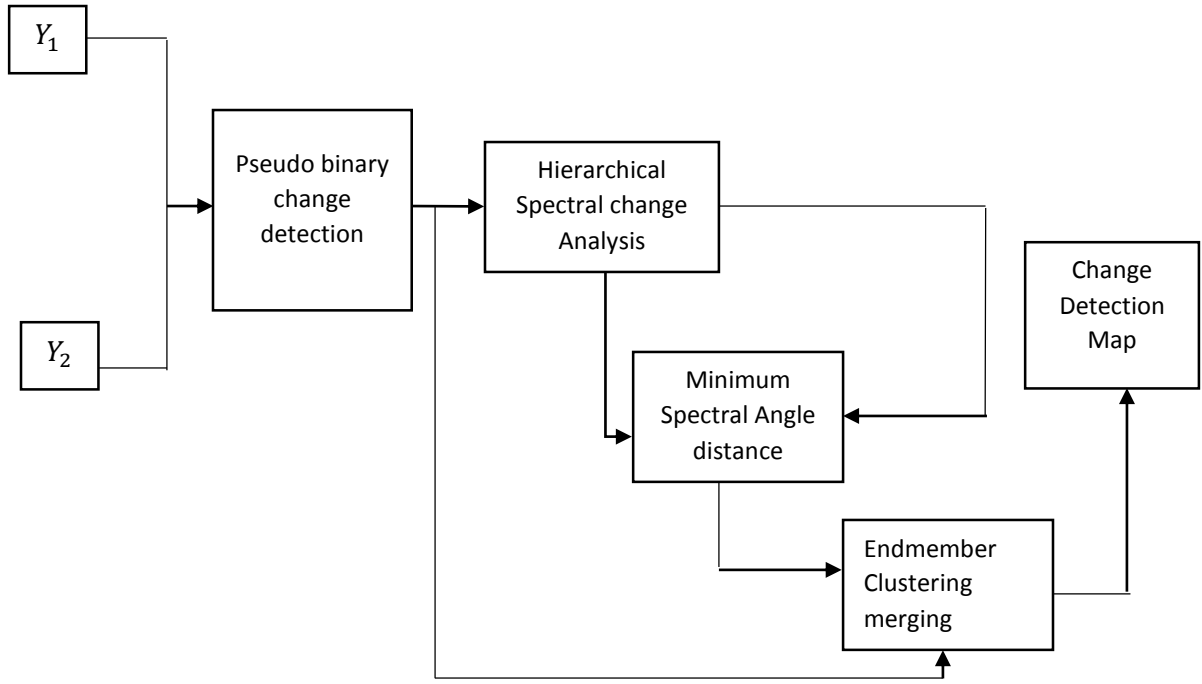 Y₁
Pseudo binary
change
detection
Hierarchical
Spectral change
Analysis
Change
Detection
Map
Y₂
Minimum
Spectral Angle
distance
Endmember
Clustering
merging